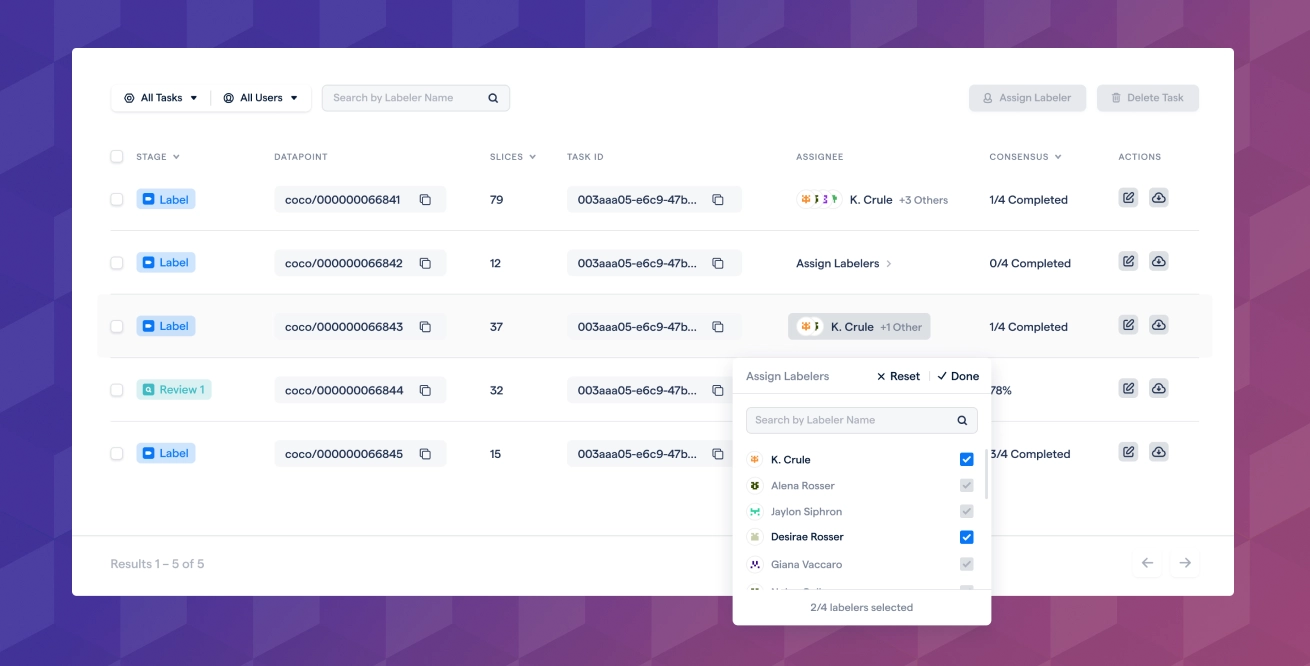 All Tasks All Users Search by Labeler Name Assign Labeler Delete Task
STAGE DATAPOINT SLICES TASK ID ASSIGNEE CONSENSUS ACTIONS
Label coco/000000066841 79 003aaa05-e6c9-47b... K. Crule +3 Others 1/4 Completed
Label coco/000000066842 12 003aaa05-e6c9-47b... Assign Labelers 0/4 Completed
Label coco/000000066843 37 003aaa05-e6c9-47b... K. Crule +1 Other 1/4 Completed
Review 1 coco/000000066844 32 003aaa05-e6c9-47b... 78%
Label coco/000000066845 15 003aaa05-e6c9-47b... 3/4 Completed
Assign Labelers Reset Done
Search by Labeler Name
K. Crule
Alena Rosser
Jaylon Siphron
Desirae Rosser
Giana Vaccaro
2/4 labelers selected
Results 1 – 5 of 5